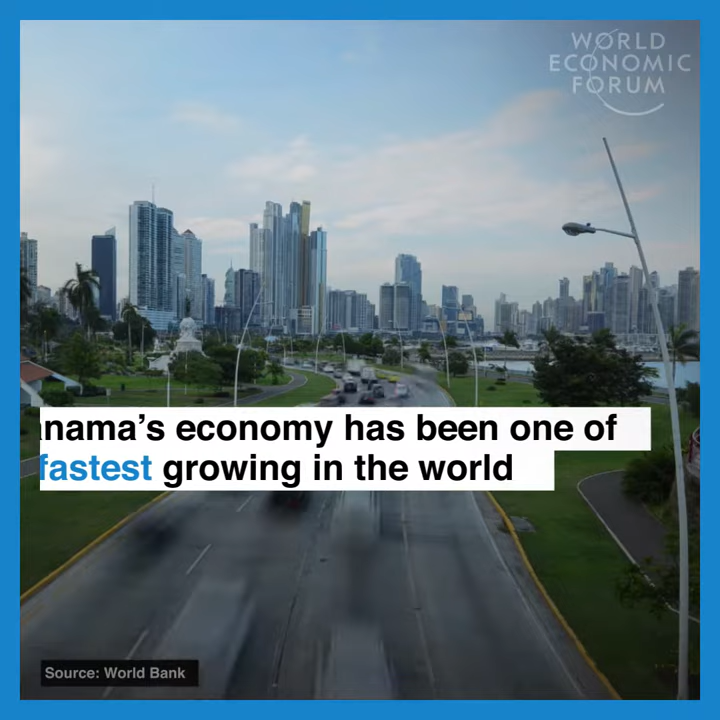 WORLD
ECONOMIC
FORUM
nama’s economy has been one of
fastest growing in the world
Source: World Bank